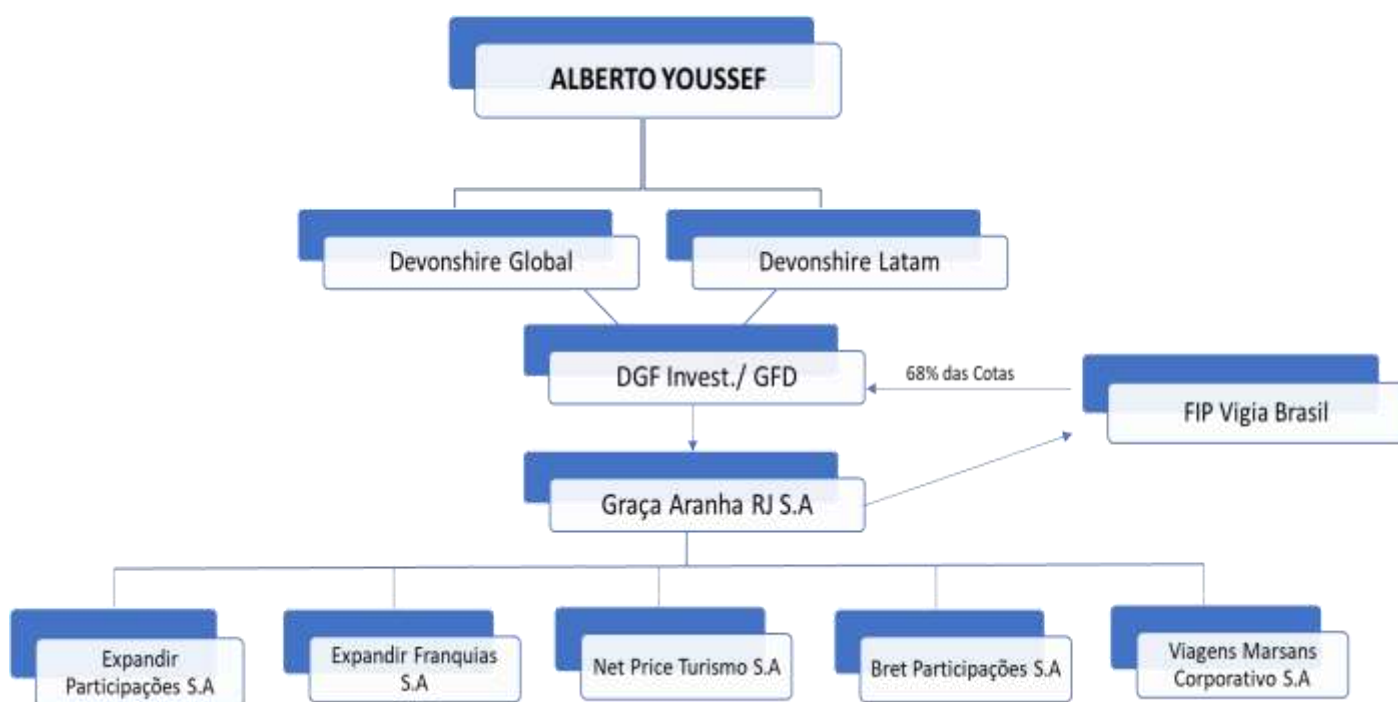 ALBERTO YOUSSEF
Devonshire Global
Devonshire Latam
DGF Invest./ GFD
68% das Cotas
FIP Vigia Brasil
Graça Aranha RJ S.A
Expandir
Participações S.A
Expandir Franquias
S.A
Net Price Turismo S.A
Bret Participações S.A
Viagens Marsans
Corporativo S.A